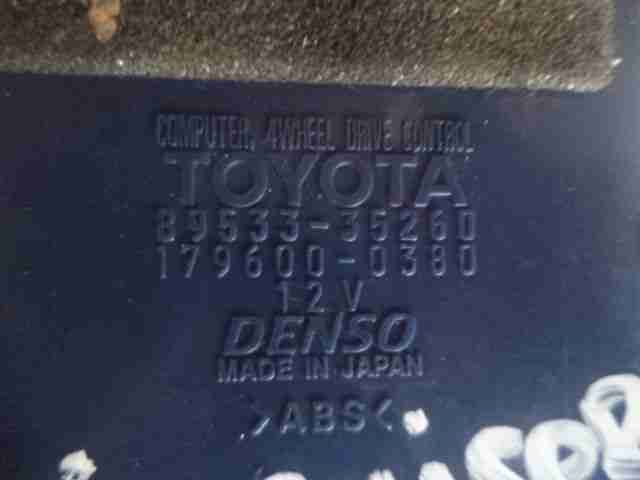 COMPUTER, 4WHEEL DRIVE CONTROL
TOYOTA
89533-35260
179600-0380
12V
DENSO
MADE IN JAPAN
>ABS<